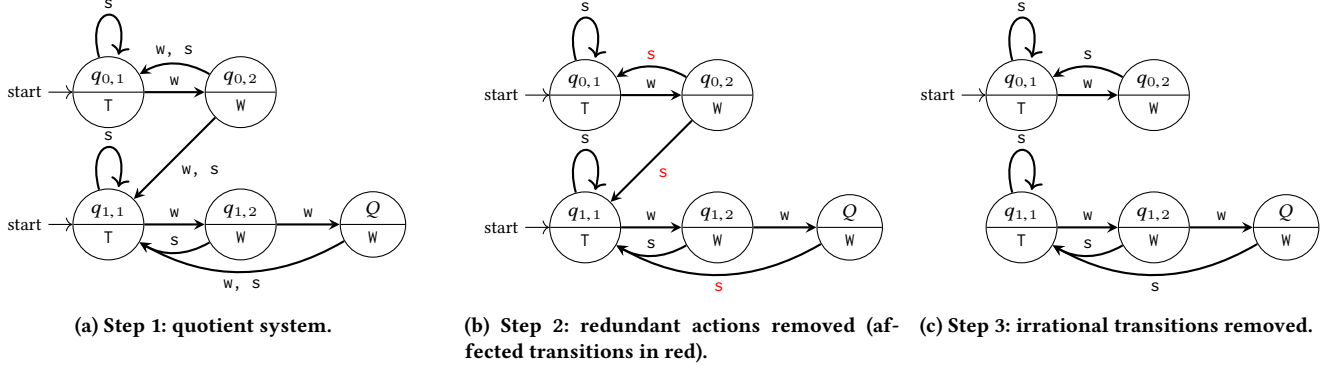 s
w, s
start
q0,1
T
w
q0,2
W
s
w, s
start
q1,1
T
w
s
q1,2
W
w
Q
W
w, s
(a) Step 1: quotient system.
s
s
start
q0,1
T
w
q0,2
W
s
s
start
q1,1
T
w
s
q1,2
W
w
Q
W
s
(b) Step 2: redundant actions removed (af-
fected transitions in red).
s
s
start
q0,1
T
w
q0,2
W
s
q1,1
T
w
s
q1,2
W
w
Q
W
s
(c) Step 3: irrational transitions removed.